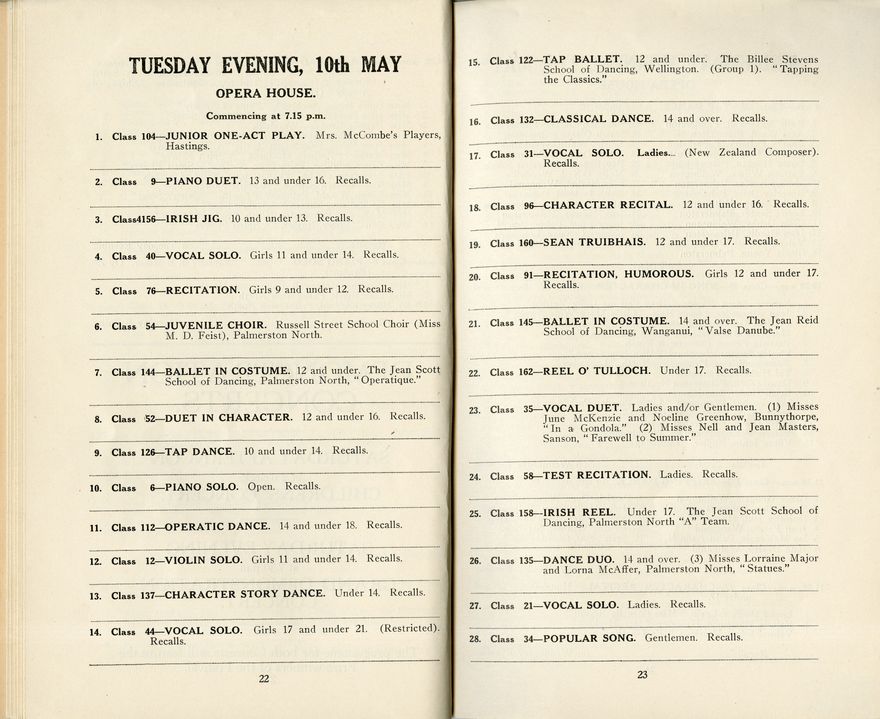 TUESDAY EVENING, 10th MAY
OPERA HOUSE.
Commencing at 7.15 p.m.
1. Class 104—JUNIOR ONE-ACT PLAY. Mrs. McCombe's Players,
Hastings.
2. Class 9—PIANO DUET. 13 and under 16. Recalls.
3. Class4156—IRISH JIG. 10 and under 13. Recalls.
4. Class 40—VOCAL SOLO. Girls 11 and under 14. Recalls.
5. Class 76—RECITATION. Girls 9 and under 12. Recalls.
6. Class 54—JUVENILE CHOIR. Russell Street School Choir (Miss
M. D. Feist), Palmerston North.
7. Class 144—BALLET IN COSTUME. 12 and under. The Jean Scott
School of Dancing, Palmerston North, "Operatique."
8. Class 52—DUET IN CHARACTER. 12 and under 16. Recalls.
9. Class 126—TAP DANCE. 10 and under 14. Recalls.
10. Class 6—PIANO SOLO. Open. Recalls.
11. Class 112—OPERATIC DANCE. 14 and under 18. Recalls.
12. Class 12—VIOLIN SOLO. Girls 11 and under 14. Recalls.
13. Class 137—CHARACTER STORY DANCE. Under 14. Recalls.
14. Class 44—VOCAL SOLO. Girls 17 and under 21. (Restricted).
Recalls.
22
15. Class 122—TAP BALLET. 12 and under. The Billee Stevens
School of Dancing, Wellington. (Group 1). "Tapping
the Classics."
16. Class 132—CLASSICAL DANCE. 14 and over. Recalls.
17. Class 31—VOCAL SOLO. Ladies.. (New Zealand Composer).
Recalls.
18. Class 96—CHARACTER RECITAL. 12 and under 16. Recalls.
19. Class 160—SEAN TRUIBHAIS. 12 and under 17. Recalls.
20. Class 91—RECITATION, HUMOROUS. Girls 12 and under 17.
Recalls.
21. Class 145—BALLET IN COSTUME. 14 and over. The Jean Reid
School of Dancing, Wanganui, "Valse Danube."
22. Class 162—REEL O' TULLOCH. Under 17. Recalls.
23. Class 35—VOCAL DUET. Ladies and/or Gentlemen. (1) Misses
June McKenzie and Noeline Greenhow, Bunnythorpe,
"In a Gondola." (2) Misses Nell and Jean Masters,
Sanson, "Farewell to Summer."
24. Class 58—TEST RECITATION. Ladies. Recalls.
25. Class 158—IRISH REEL. Under 17. The Jean Scott School of
Dancing, Palmerston North "A" Team.
26. Class 135—DANCE DUO. 14 and over. (3) Misses Lorraine Major
and Lorna McAffer, Palmerston North, "Statues."
27. Class 21—VOCAL SOLO. Ladies. Recalls.
28. Class 34—POPULAR SONG. Gentlemen. Recalls.
23